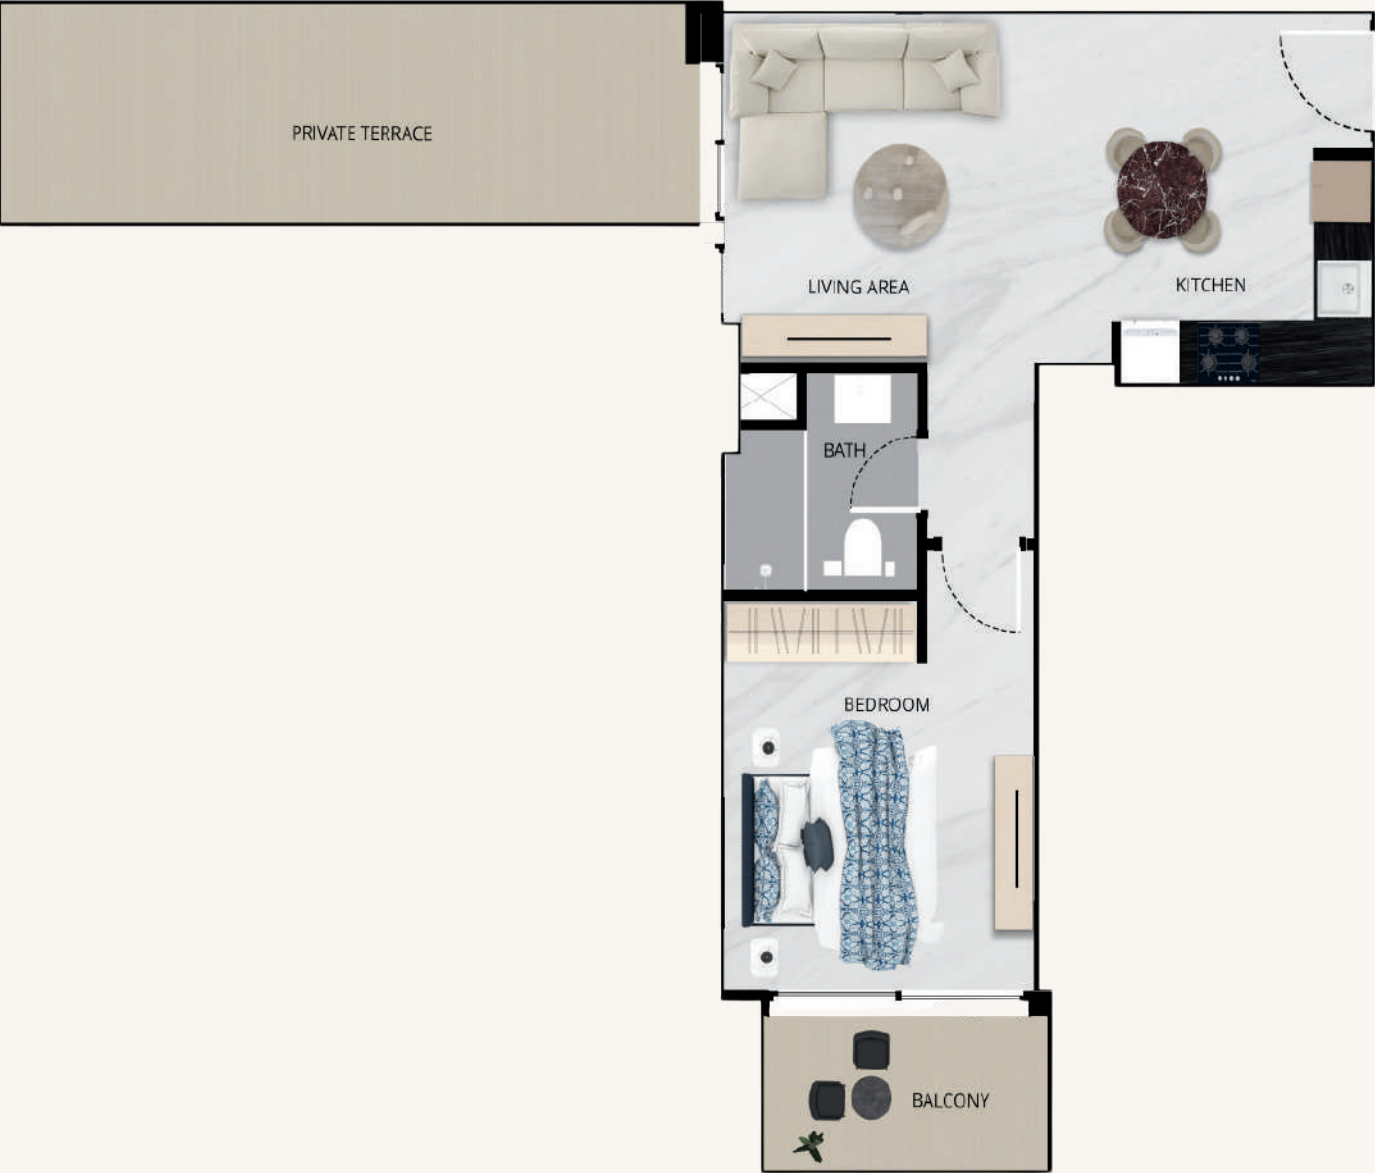 PRIVATE TERRACE
LIVING AREA
KITCHEN
BATH
BEDROOM
BALCONY